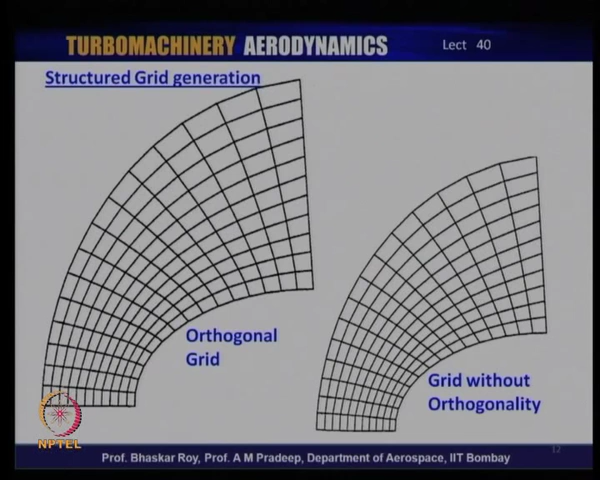 TURBOMACHINERY AERODYNAMICS
Lect 40
Structured Grid generation
Orthogonal
Grid
Grid without
Orthogonality
NPTEL
Prof. Bhaskar Roy, Prof. A M Pradeep, Department of Aerospace, IIT Bombay
12